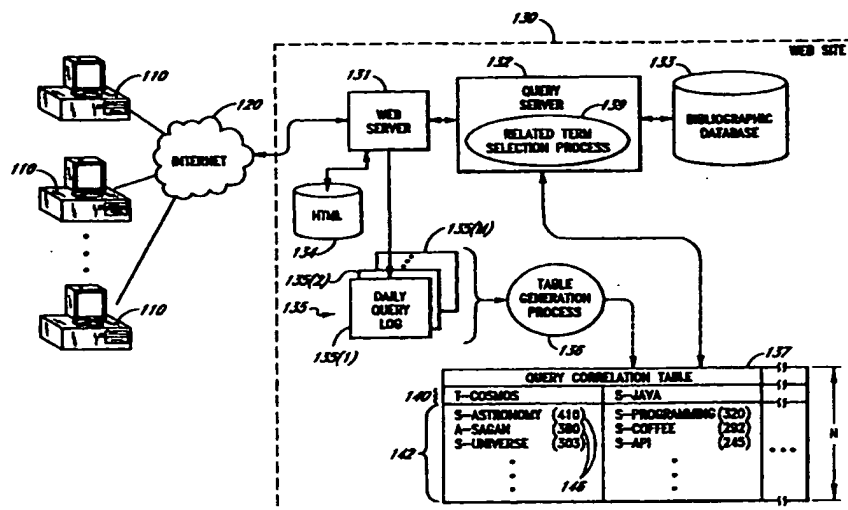 130
WEB SITE
110
120
INTERNET
131
WEB
SERVER
132
QUERY
SERVER
139
RELATED TERM
SELECTION PROCESS
133
BIBLIOGRAPHIC
DATABASE
110
HTML
134
135(M)
135(2)
135
DAILY
QUERY
LOG
135(1)
TABLE
GENERATION
PROCESS
136
110
137
QUERY CORRELATION TABLE
140
T-COSMOS
S-JAVA
142
S-ASTRONOMY (410)
A-SAGAN (380)
S-UNIVERSE (303)
S-PROGRAMMING (320)
S-COFFEE (292)
S-API (245)
146
N